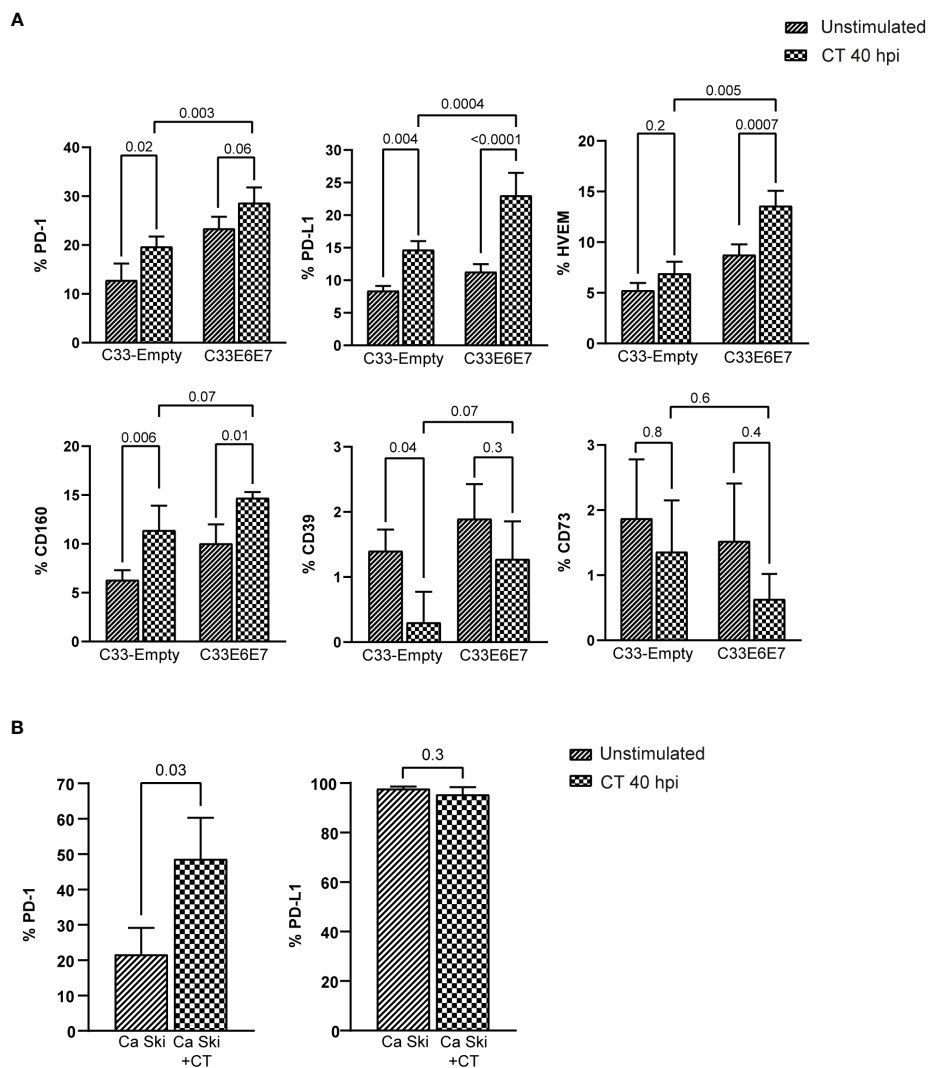 A
Unstimulated
CT 40 hpi
0.003
0.02
0.06
% PD-1
40
30
20
10
0
C33-Empty C33E6E7
0.0004
0.004
<0.0001
% PD-L1
30
25
20
15
10
5
0
C33-Empty C33E6E7
0.005
0.2
0.0007
% HVEM
20
15
10
5
0
C33-Empty C33E6E7
0.07
0.006
0.01
% CD160
20
15
10
5
0
C33-Empty C33E6E7
0.07
0.04
0.3
% CD39
3
2
1
0
C33-Empty C33E6E7
0.6
0.8
0.4
% CD73
3
2
1
0
C33-Empty C33E6E7
B
Unstimulated
CT 40 hpi
0.03
% PD-1
70
60
50
40
30
20
10
0
Ca Ski Ca Ski
+CT
0.3
% PD-L1
100
80
60
40
20
0
Ca Ski Ca Ski
+CT